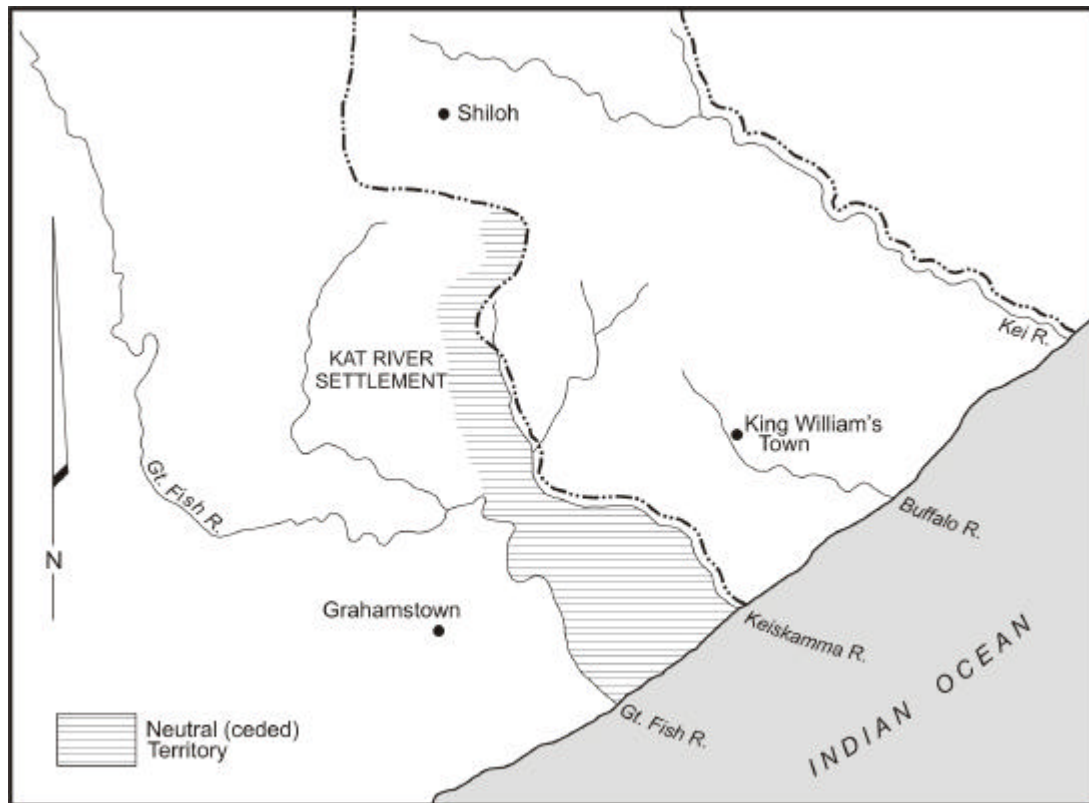 Shiloh
Kei R.
KAT RIVER
SETTLEMENT
King William's
Town
Gt. Fish R.
Buffalo R.
N
Grahamstown
Keiskamma R.
Gt. Fish R.
INDIAN OCEAN
Neutral (ceded)
Territory